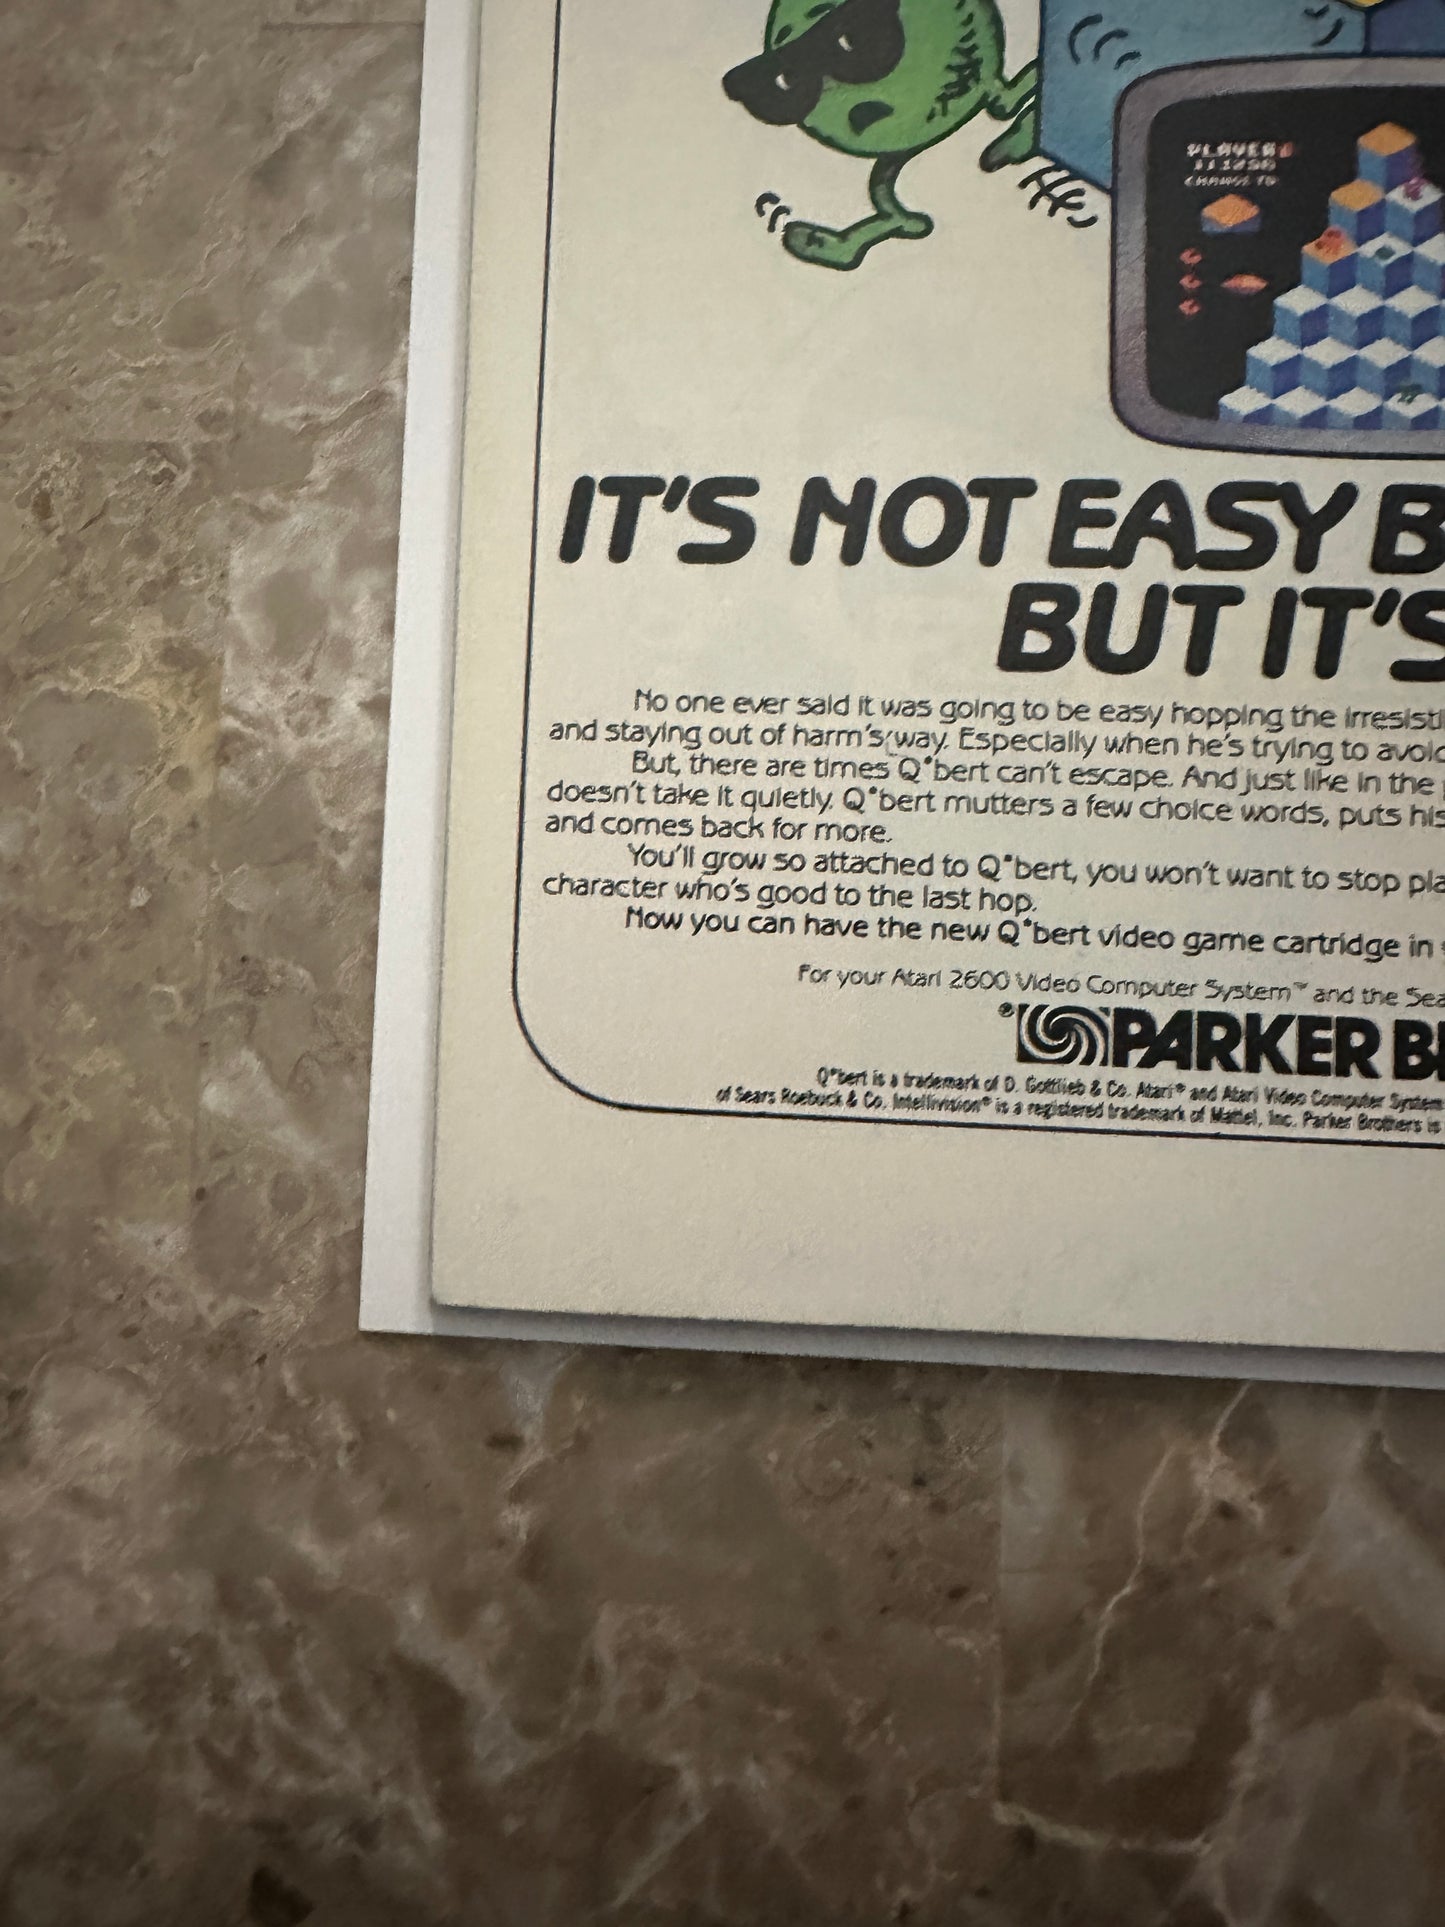 PLAYER
CHANGE TO
IT'S NOT EASY B
BUT IT'S
No one ever said it was going to be easy hopping the irresisti
and staying out of harm's way. Especially when he's trying to avoid
But, there are times Q*bert can't escape. And just like in the
doesn't take it quietly. Q*bert mutters a few choice words, puts his
and comes back for more.
You'll grow so attached to Q*bert, you won't want to stop pla
character who's good to the last hop.
Now you can have the new Q*bert video game cartridge in
For your Atari 2600 Video Computer System™ and the Sea
® PARKER B
Q*bert is a trademark of D. Gottlieb & Co. Atari® and Atari Video Computer System
of Sears Roebuck & Co. Intellivision® is a registered trademark of Mattel, Inc. Parker Brothers is